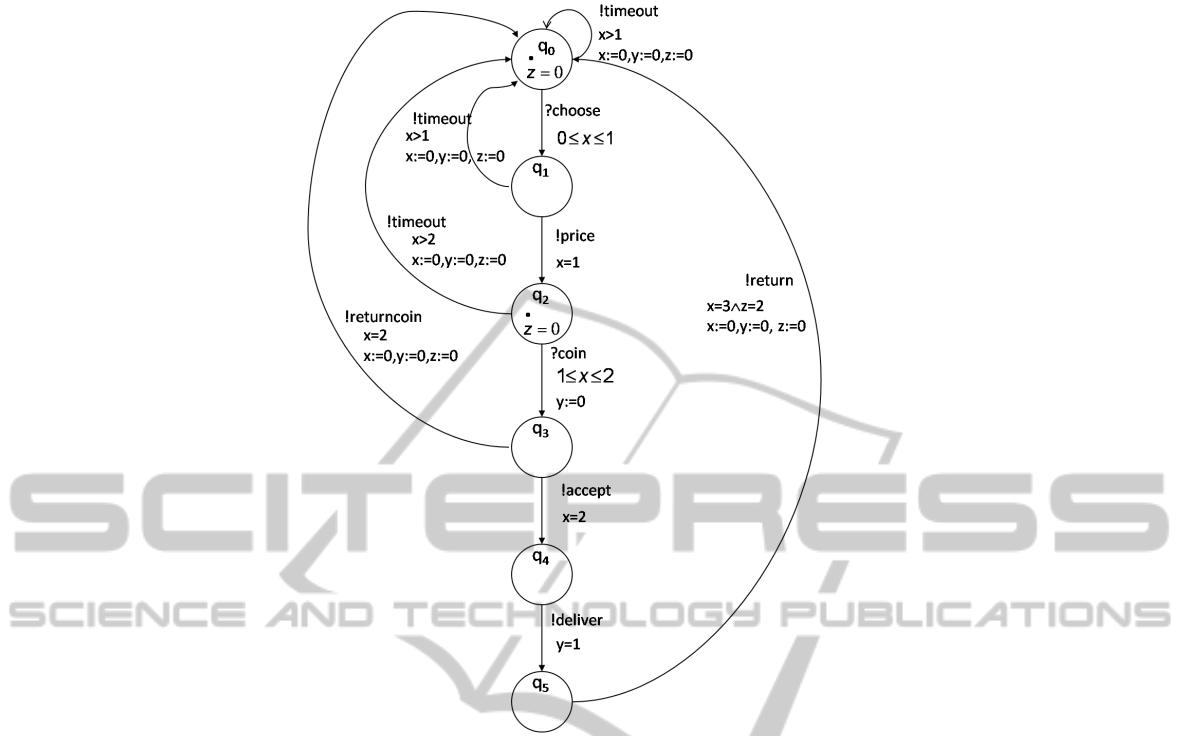 !timeout
x>1
x:=0,y:=0,z:=0
q0
ż = 0
?choose
0≤x≤1
!timeout
x>1
x:=0,y:=0, z:=0
q1
!timeout
x>2
x:=0,y:=0,z:=0
!price
x=1
q2
ż = 0
!return
x=3∧z=2
x:=0,y:=0, z:=0
!returncoin
x=2
x:=0,y:=0,z:=0
?coin
1≤x≤2
y:=0
q3
!accept
x=2
SCITEPRESS
q4
SCIENCE AND TECHNOLOGY PUBLICATIONS
!deliver
y=1
q5